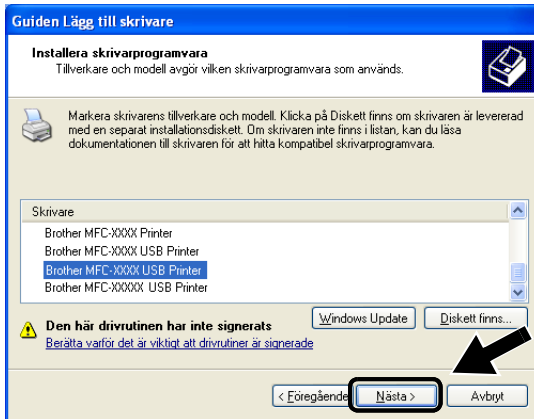 Guiden Lägg till skrivare
Installera skrivarprogramvara
Tillverkare och modell avgör vilken skrivarprogramvara som används.
Markera skrivarens tillverkare och modell. Klicka på Diskett finns om skrivaren är levererad
med en separat installationsdiskett. Om skrivaren inte finns i listan, kan du läsa
dokumentationen till skrivaren för att hitta kompatibel skrivarprogramvara.
Skrivare
Brother MFC-XXXX Printer
Brother MFC-XXXX USB Printer
Brother MFC-XXXX USB Printer
Brother MFC-XXXXX USB Printer
Den här drivrutinen har inte signerats
Berätta varför det är viktigt att drivrutiner är signerade
Windows Update
Diskett finns...
< Föregående
Nästa >
Avbryt